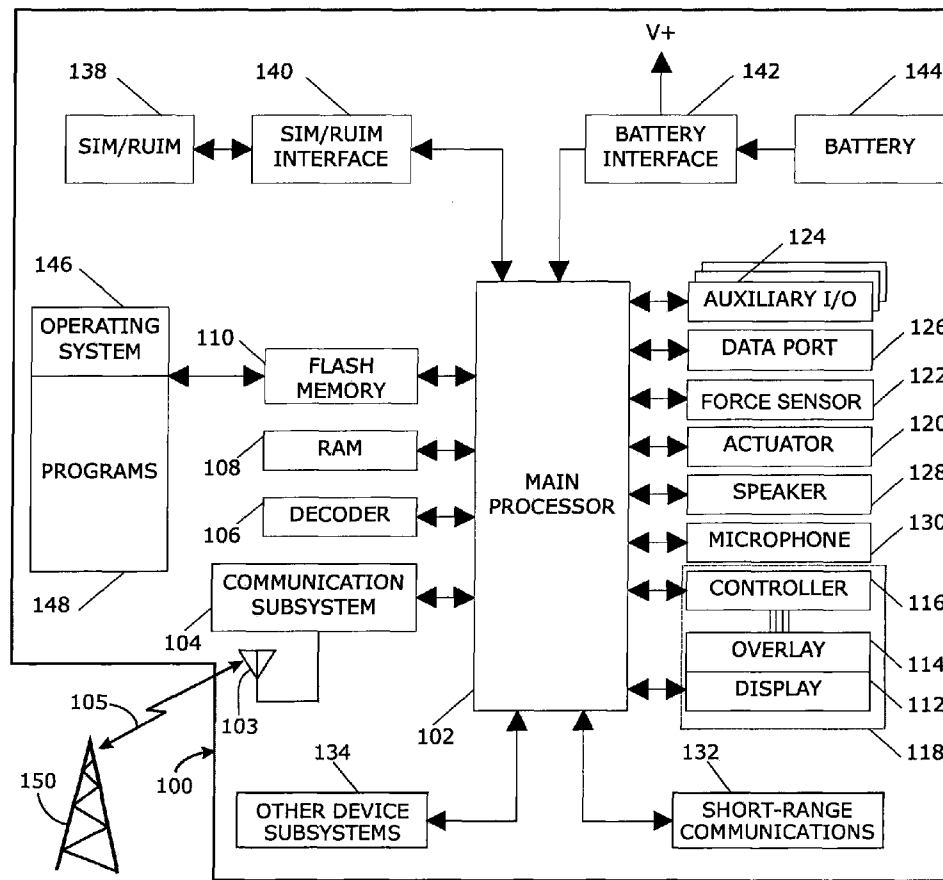 V+
138
140
142
144
SIM/RUIM
SIM/RUIM
INTERFACE
BATTERY
INTERFACE
BATTERY
124
146
AUXILIARY I/O
OPERATING
SYSTEM
126
110
FLASH
MEMORY
DATA PORT
122
FORCE SENSOR
120
108
RAM
ACTUATOR
PROGRAMS
MAIN
PROCESSOR
128
SPEAKER
106
DECODER
130
MICROPHONE
148
COMMUNICATION
SUBSYSTEM
CONTROLLER
116
104
OVERLAY
114
105
103
DISPLAY
112
102
118
100
134
132
150
OTHER DEVICE
SUBSYSTEMS
SHORT-RANGE
COMMUNICATIONS